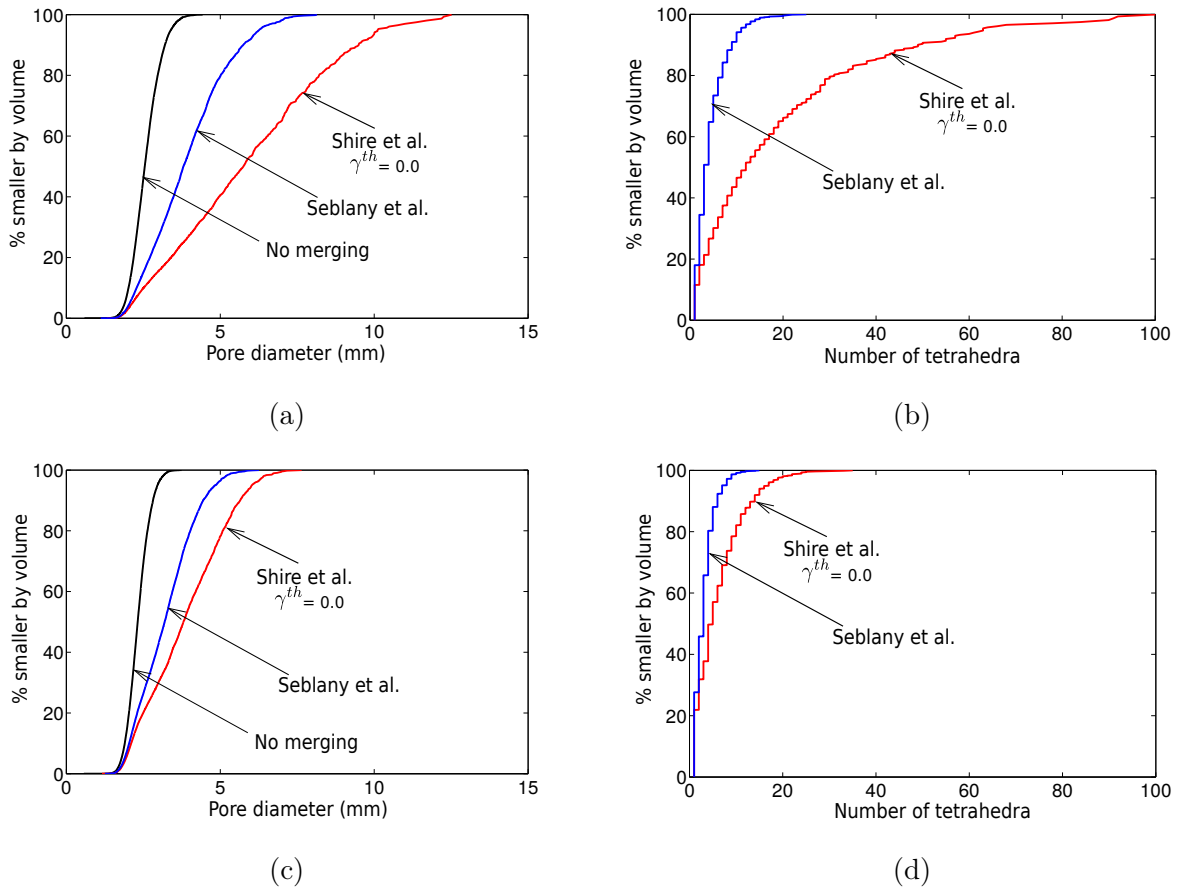 100
80
60
40
20
0
% smaller by volume
0
5
10
15
Pore diameter (mm)
Shire et al.
γ^th = 0.0
Seblany et al.
No merging
(a)
100
80
60
40
20
0
% smaller by volume
0
20
40
60
80
100
Number of tetrahedra
Shire et al.
γ^th = 0.0
Seblany et al.
(b)
100
80
60
40
20
0
% smaller by volume
0
5
10
15
Pore diameter (mm)
Shire et al.
γ^th = 0.0
Seblany et al.
No merging
(c)
100
80
60
40
20
0
% smaller by volume
0
20
40
60
80
100
Number of tetrahedra
Shire et al.
γ^th = 0.0
Seblany et al.
(d)